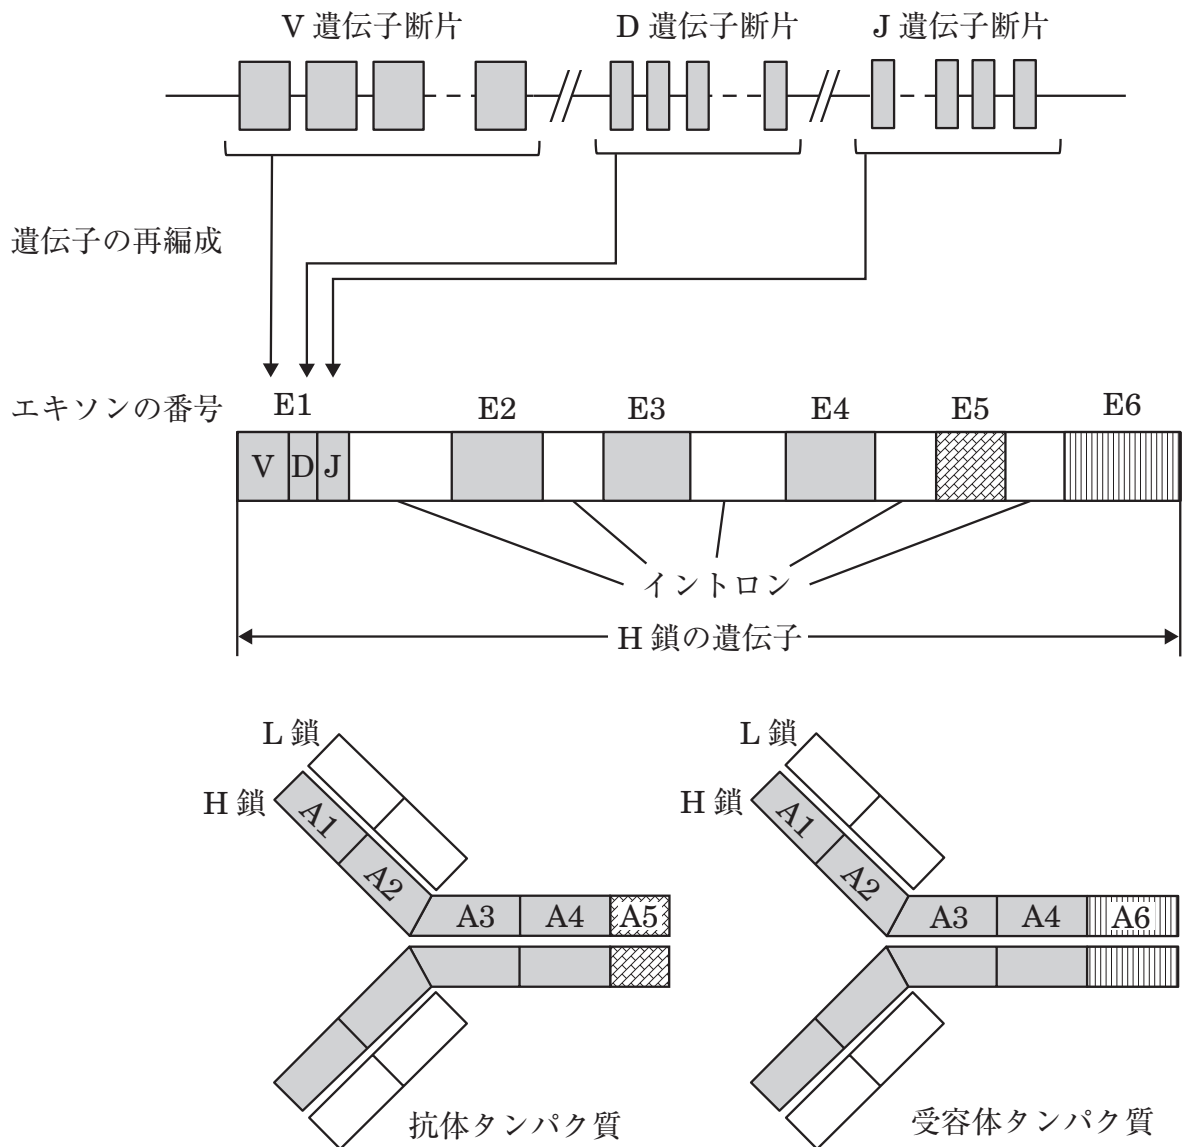 V 遺伝子断片 D 遺伝子断片 J 遺伝子断片
遺伝子の再編成
エキソンの番号 E1 E2 E3 E4 E5 E6
V D J
イントロン
H 鎖の遺伝子
L 鎖 L 鎖
H 鎖 H 鎖
A1 A1
A2 A2
A3 A4 A5 A3 A4 A6
抗体タンパク質 受容体タンパク質